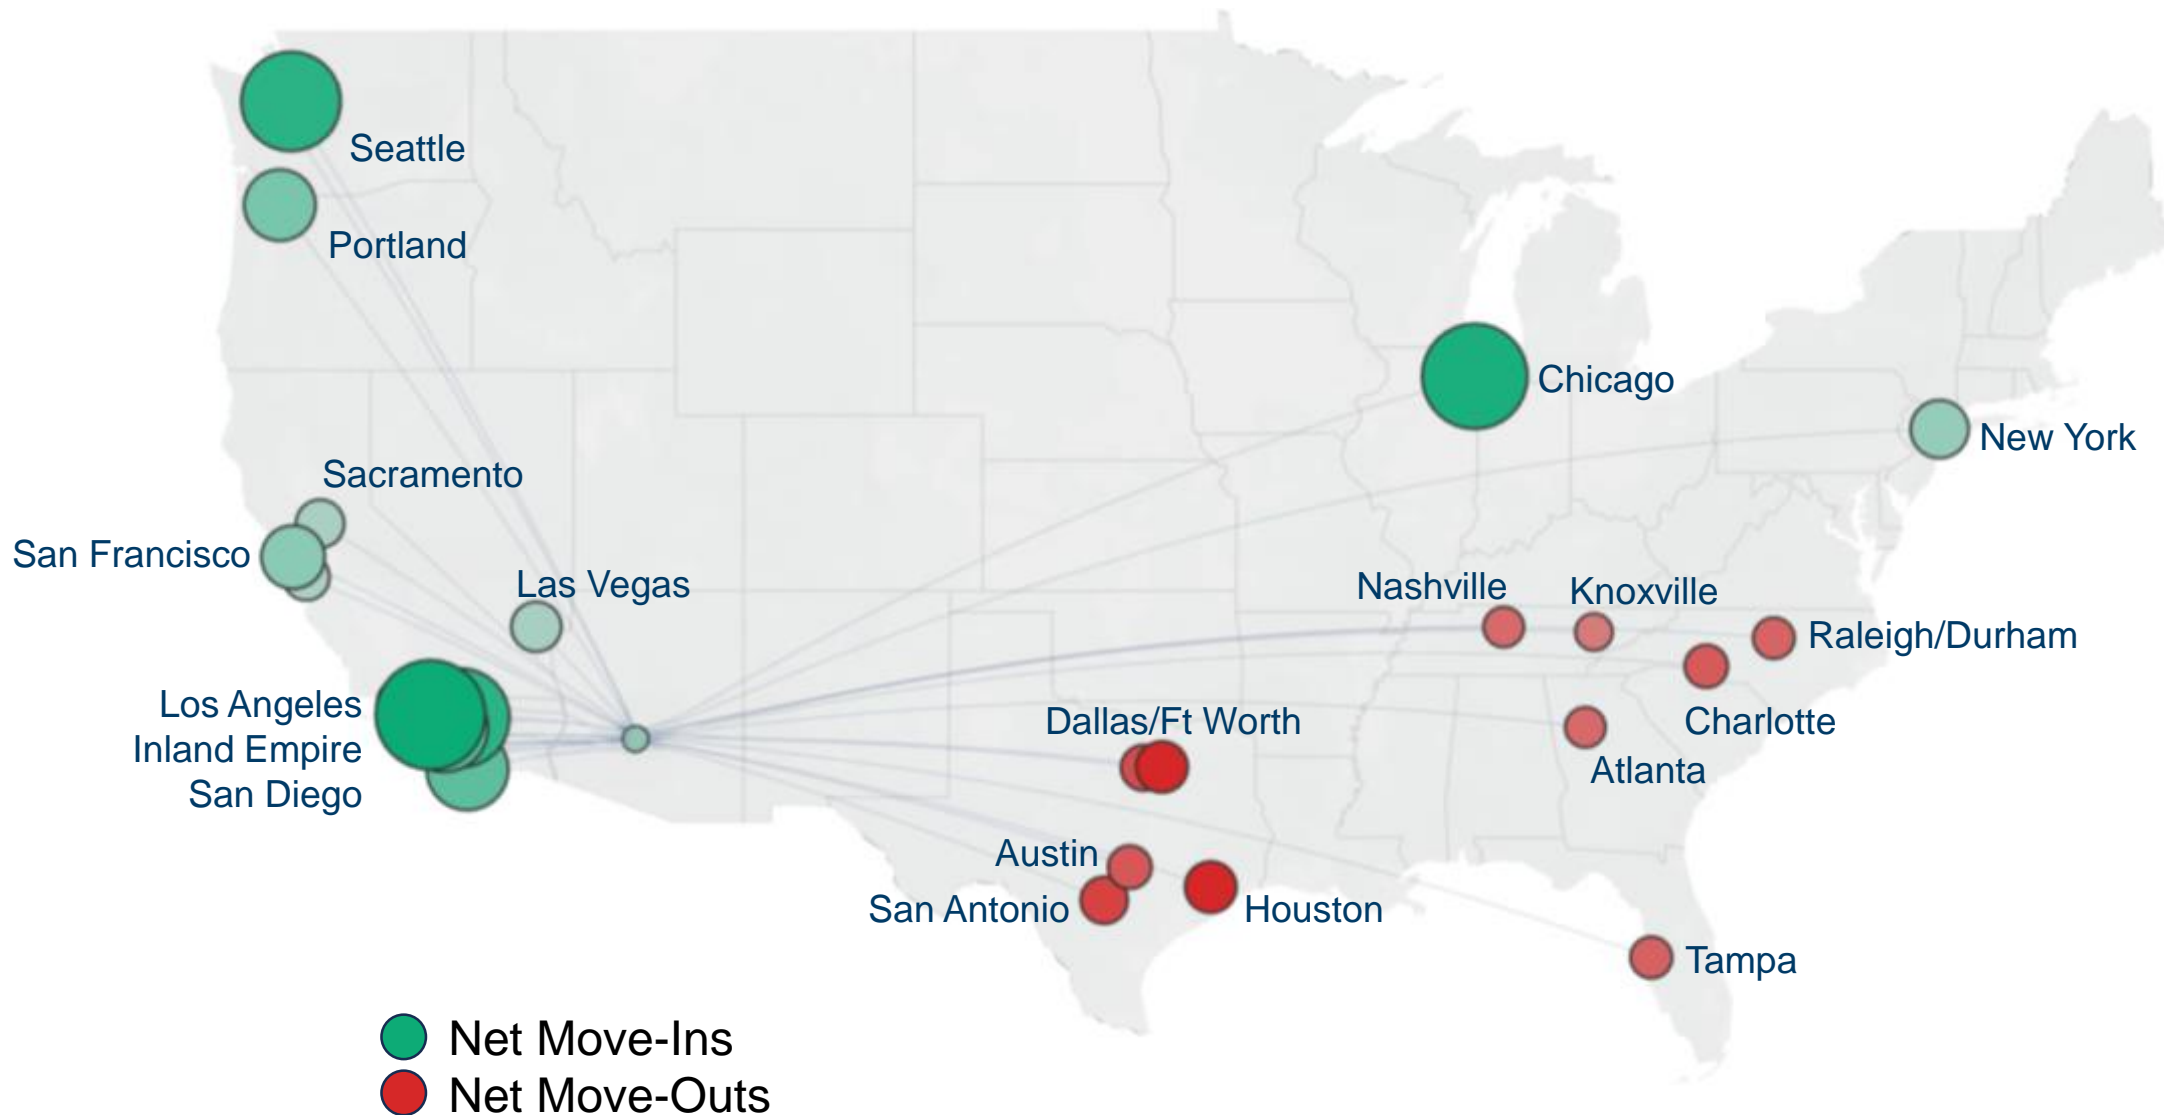 Seattle
Portland
Chicago
New York
Sacramento
San Francisco
Las Vegas
Nashville
Knoxville
Raleigh/Durham
Los Angeles
Inland Empire
San Diego
Dallas/Ft Worth
Charlotte
Atlanta
Austin
San Antonio
Houston
Tampa
Net Move-Ins
Net Move-Outs